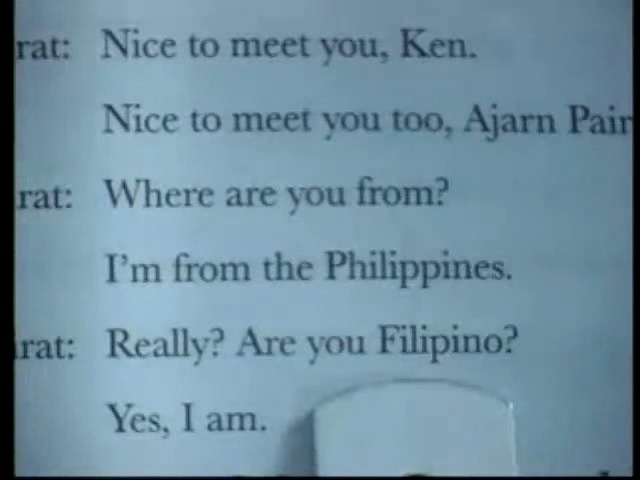 rat: Nice to meet you, Ken.
Nice to meet you too, Ajarn Pair
rat: Where are you from?
I'm from the Philippines.
rat: Really? Are you Filipino?
Yes, I am.